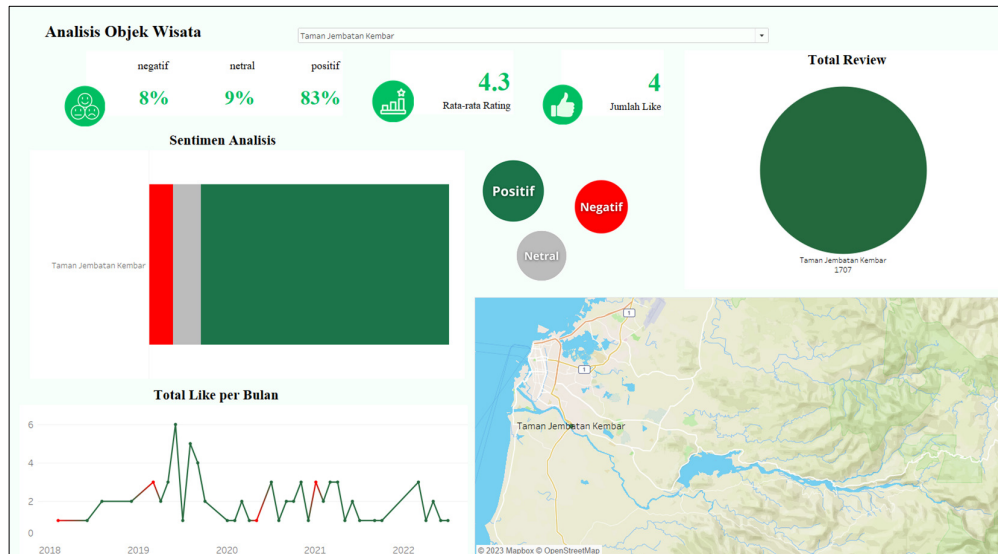 Analisis Objek Wisata
Taman Jembatan Kembar
negatif netral positif
8% 9% 83%
4.3
Rata-rata Rating
4
Jumlah Like
Total Review
Taman Jembatan Kembar
1707
Sentimen Analisis
Taman Jembatan Kembar
Positif
Negatif
Netral
1
1
Taman Jembatan Kembar
© 2023 Mapbox © OpenStreetMap
Total Like per Bulan
6
4
2
0
2018 2019 2020 2021 2022